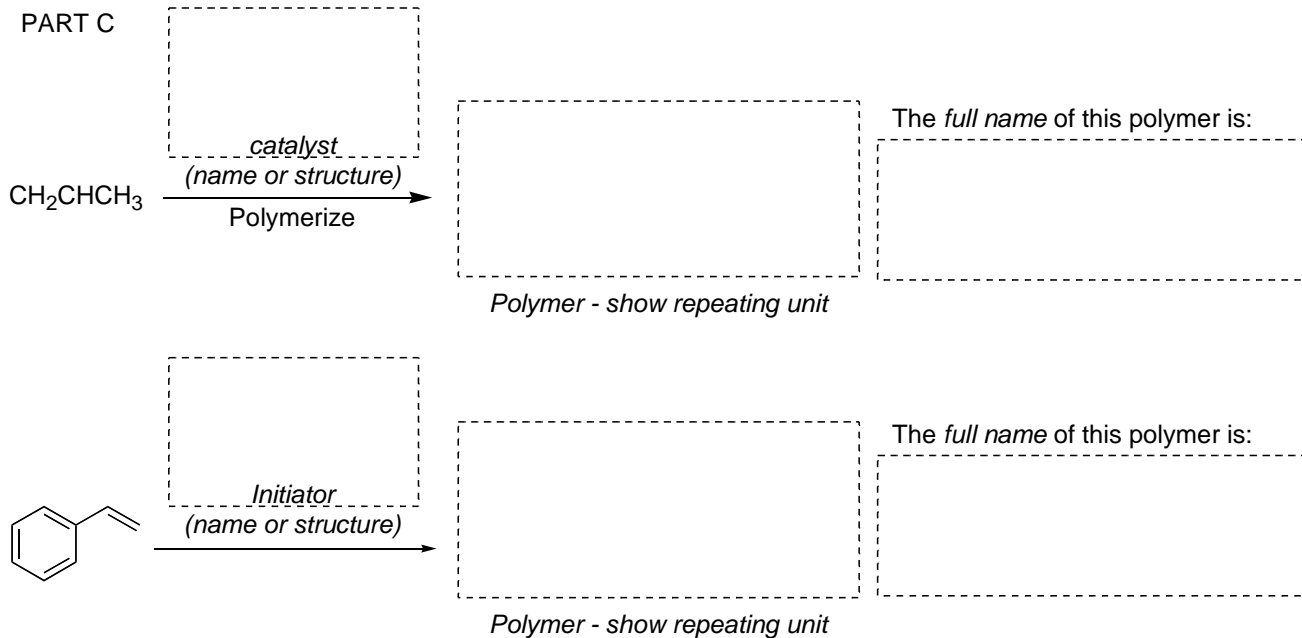 PART C
catalyst
(name or structure)
CH₂CHCH₃
Polymerize
Polymer - show repeating unit
The full name of this polymer is:
Initiator
(name or structure)
Polymer - show repeating unit
The full name of this polymer is: